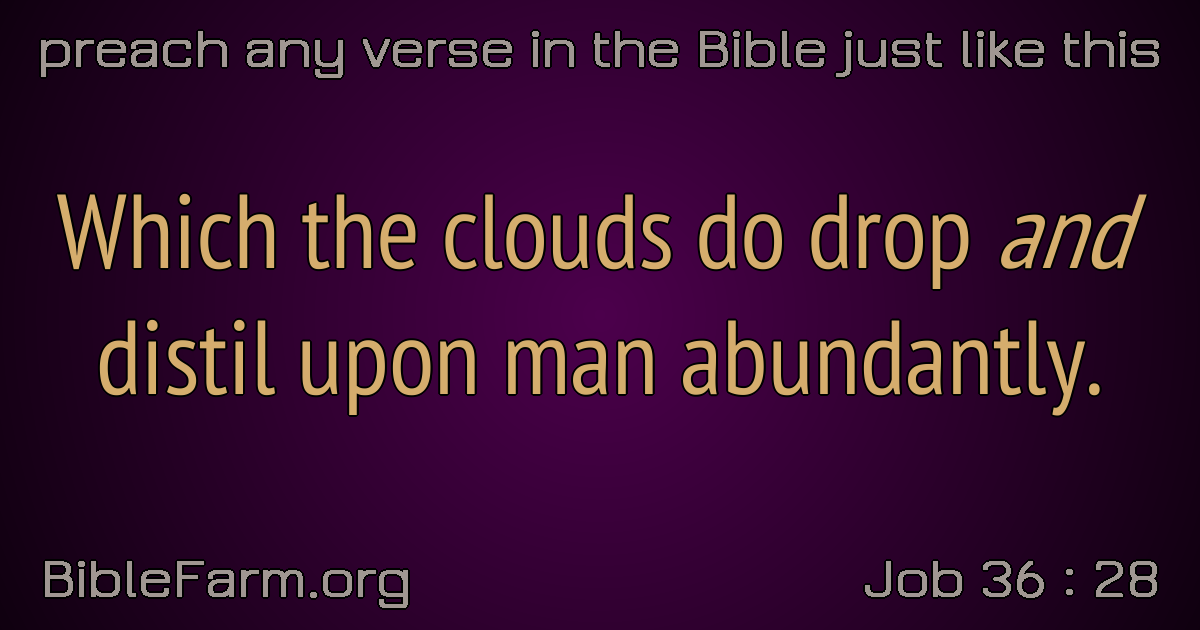 preach any verse in the Bible just like this
Which the clouds do drop and
distil upon man abundantly.
BibleFarm.org
Job 36 : 28